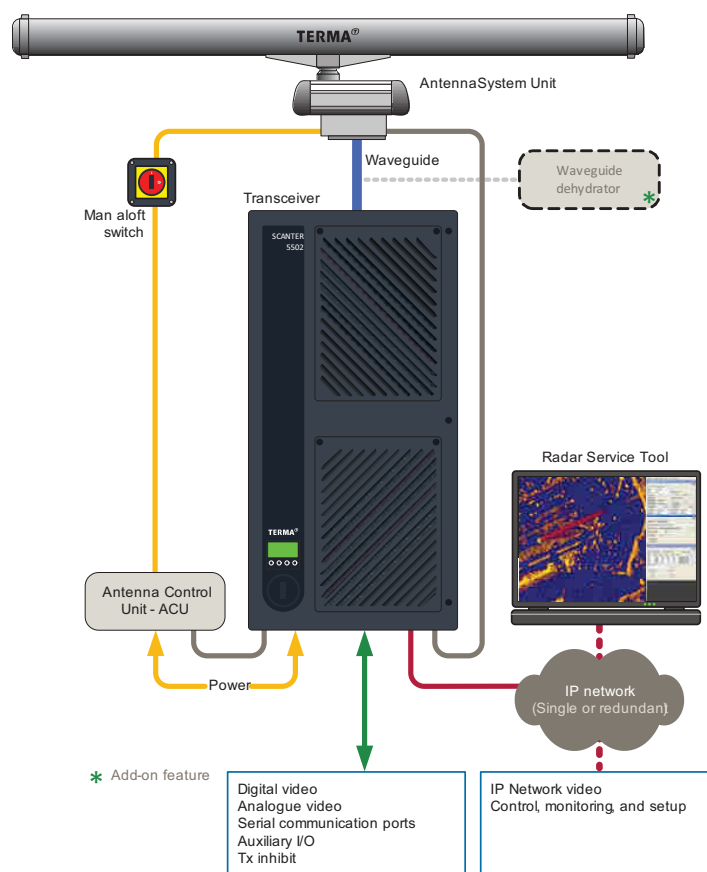 TERMA®
AntennaSystem Unit
Waveguide
Waveguide
dehydrator
*
Man aloft
switch
Transceiver
SCANTER
5502
Radar Service Tool
TERMA®
Antenna Control
Unit - ACU
Power
IP network
(Single or redundant)
* Add-on feature
Digital video
Analogue video
Serial communication ports
Auxiliary I/O
Tx inhibit
IP Network video
Control, monitoring, and setup